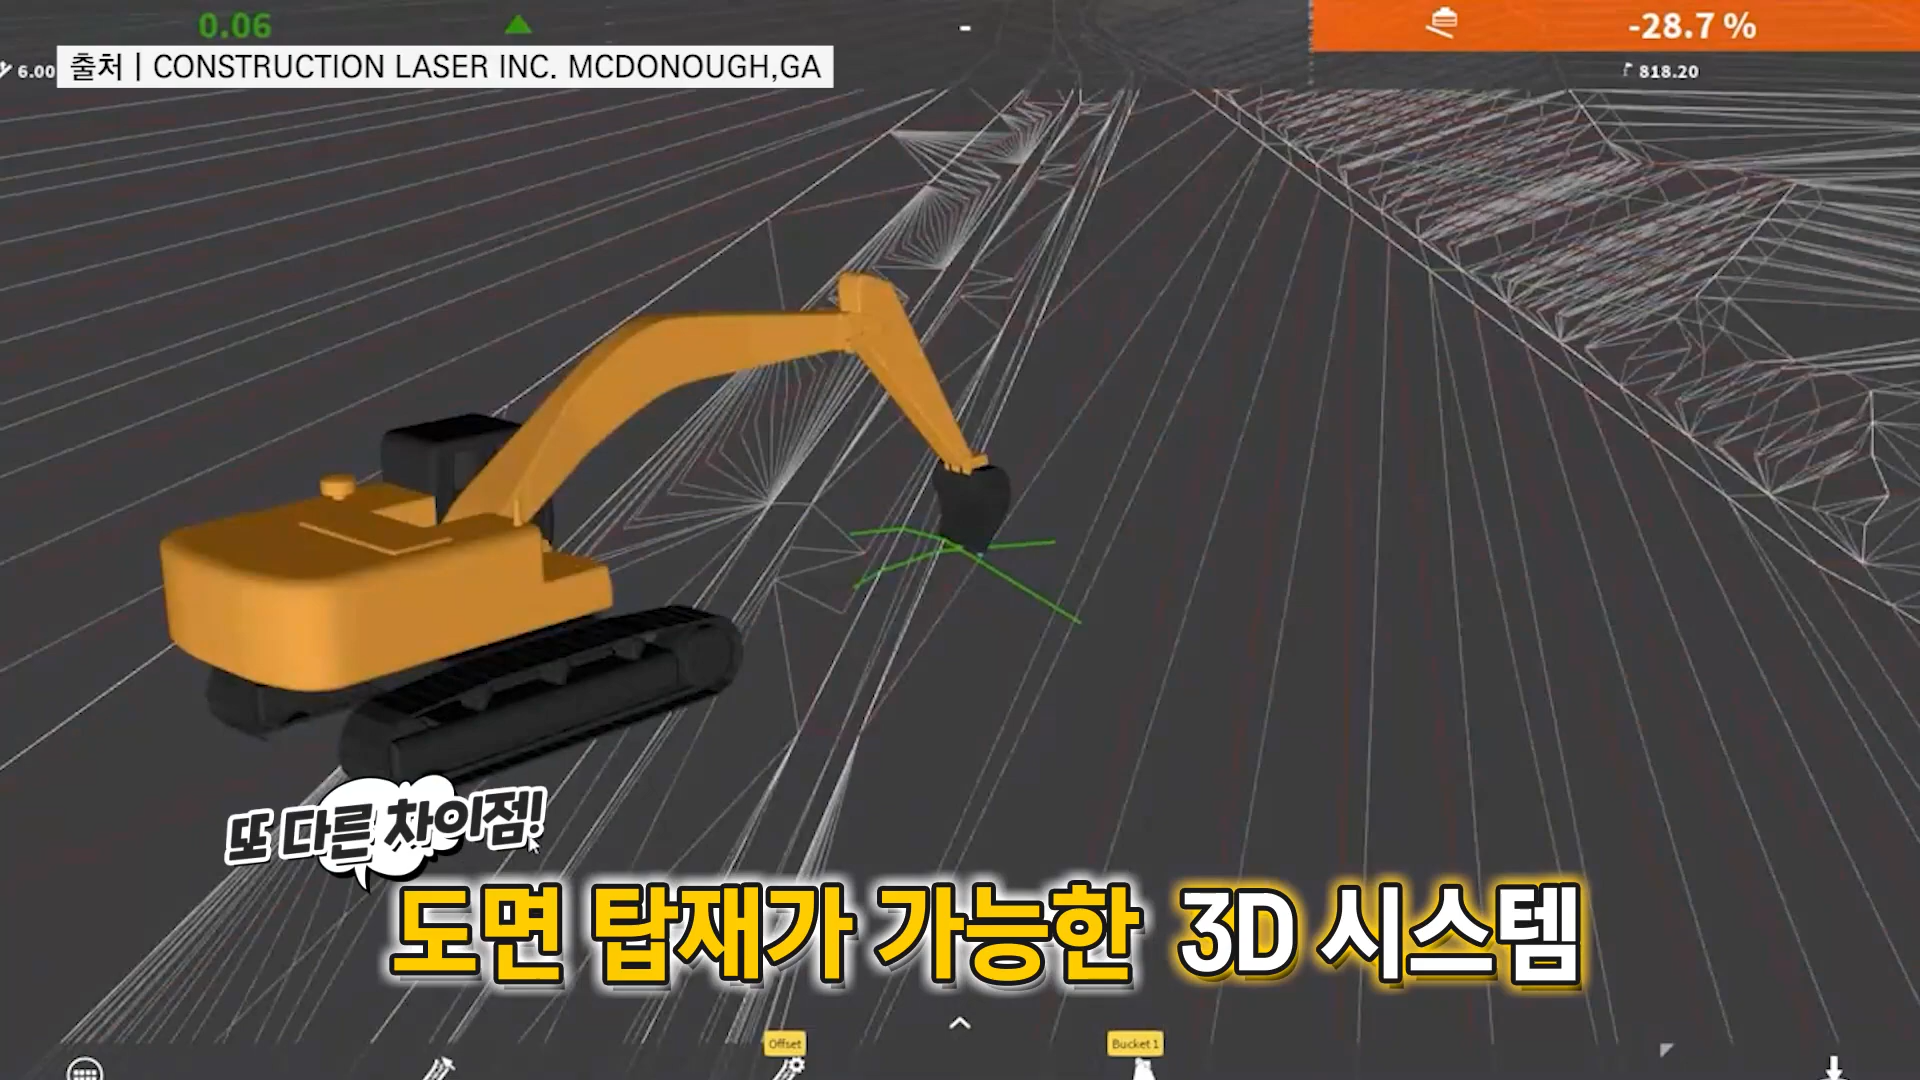 0.06
-
-28.7 %
6.00
출처 | CONSTRUCTION LASER INC. MCDONOUGH,GA
818.20
또 다른 차이점!
도면 탑재가 가능한 3D 시스템
Offset
Bucket 1